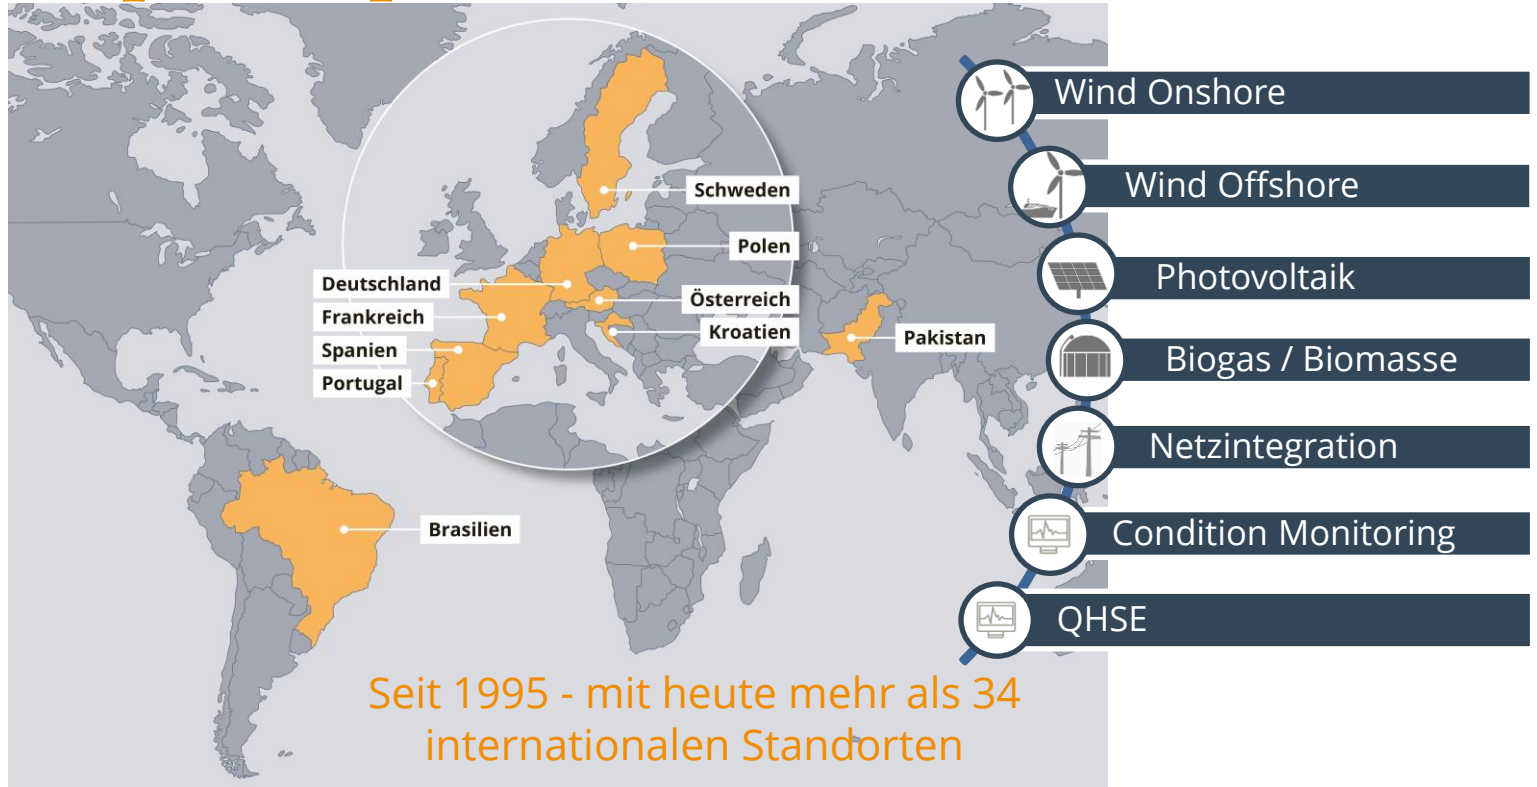 Schweden
Polen
Deutschland
Österreich
Frankreich
Kroatien
Spanien
Portugal
Pakistan
Brasilien
Wind Onshore
Wind Offshore
Photovoltaik
Biogas / Biomasse
Netzintegration
Condition Monitoring
QHSE
Seit 1995 - mit heute mehr als 34
internationalen Standorten